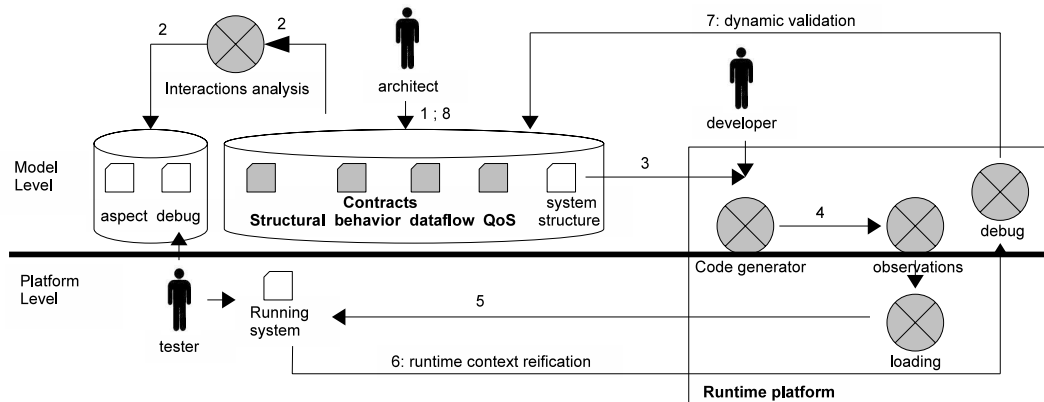 2
2
7: dynamic validation
Interactions analysis
architect
1 ; 8
developer
Model
Level
3
aspect debug
Contracts
Structural behavior dataflow QoS
system
structure
4
debug
Code generator
observations
Platform
Level
5
Running
system
tester
loading
6: runtime context reification
Runtime platform